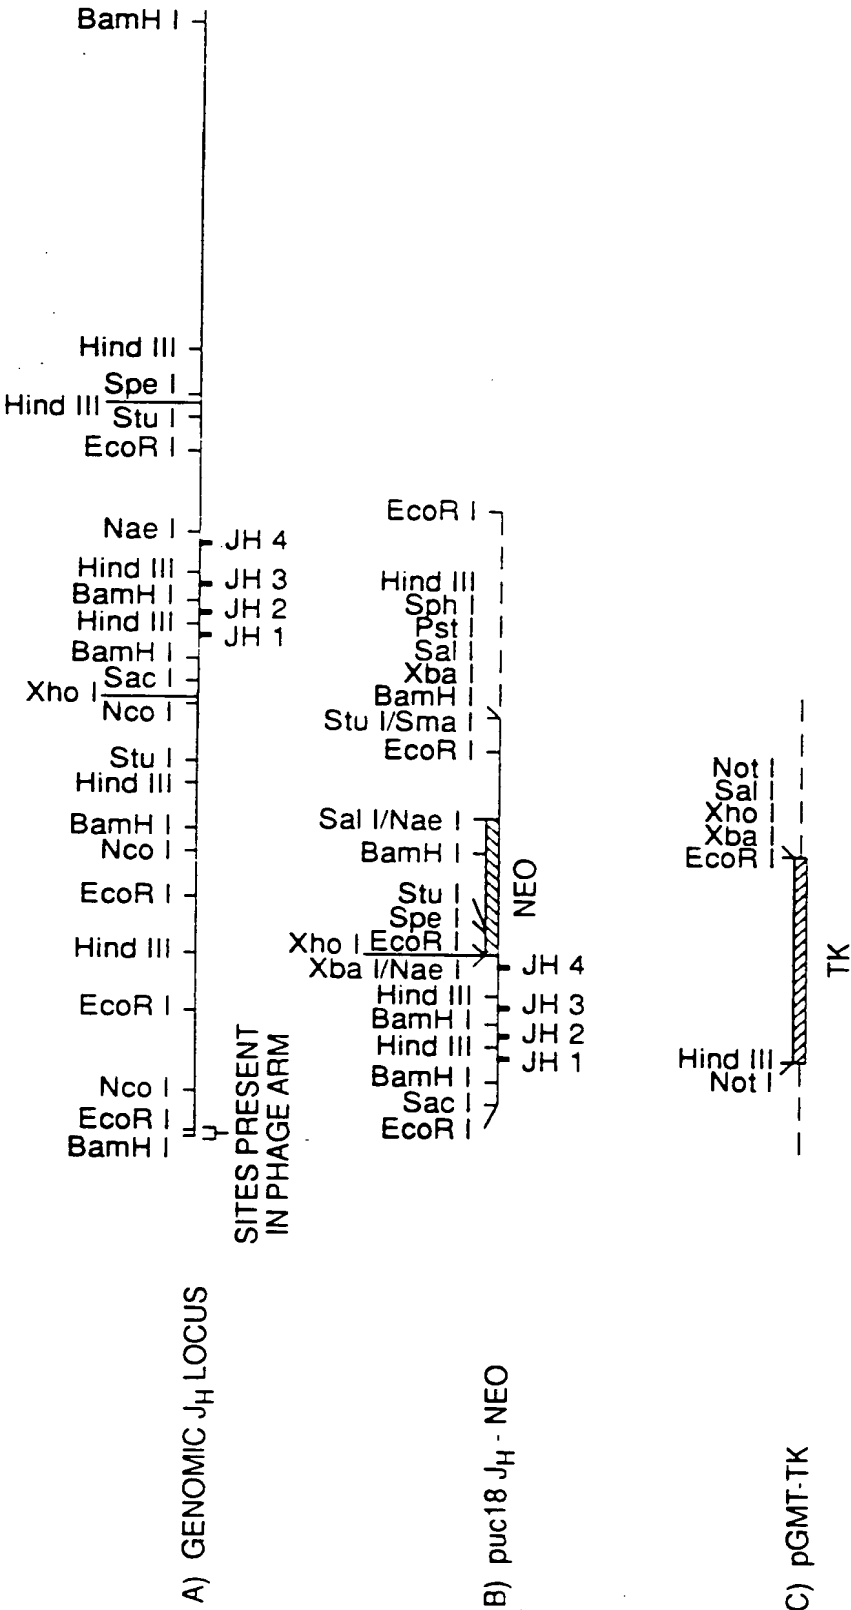 BamH I
Hind III
Spe I
Hind III
Stu I
EcoR I
Nae I
JH 4
Hind III
JH 3
BamH I
JH 2
Hind III
JH 1
BamH I
Sac I
Xho I
Nco I
Stu I
Hind III
BamH I
Nco I
EcoR I
Hind III
EcoR I
Nco I
EcoR I
BamH I
SITES PRESENT
IN PHAGE ARM
A) GENOMIC JH LOCUS
EcoR I
Hind III
Sph I
Pst I
Sal I
Xba I
BamH I
Stu I/Sma I
EcoR I
Sal I/Nae I
BamH I
NEO
Stu I
Spe I
EcoR I
Xho I
Xba I/Nae I
JH 4
Hind III
JH 3
BamH I
JH 2
Hind III
JH 1
BamH I
Sac I
EcoR I
B) puc18 JH - NEO
Not I
Sal I
Xho I
Xba I
EcoR I
TK
Hind III
Not I
C) pGMT-TK